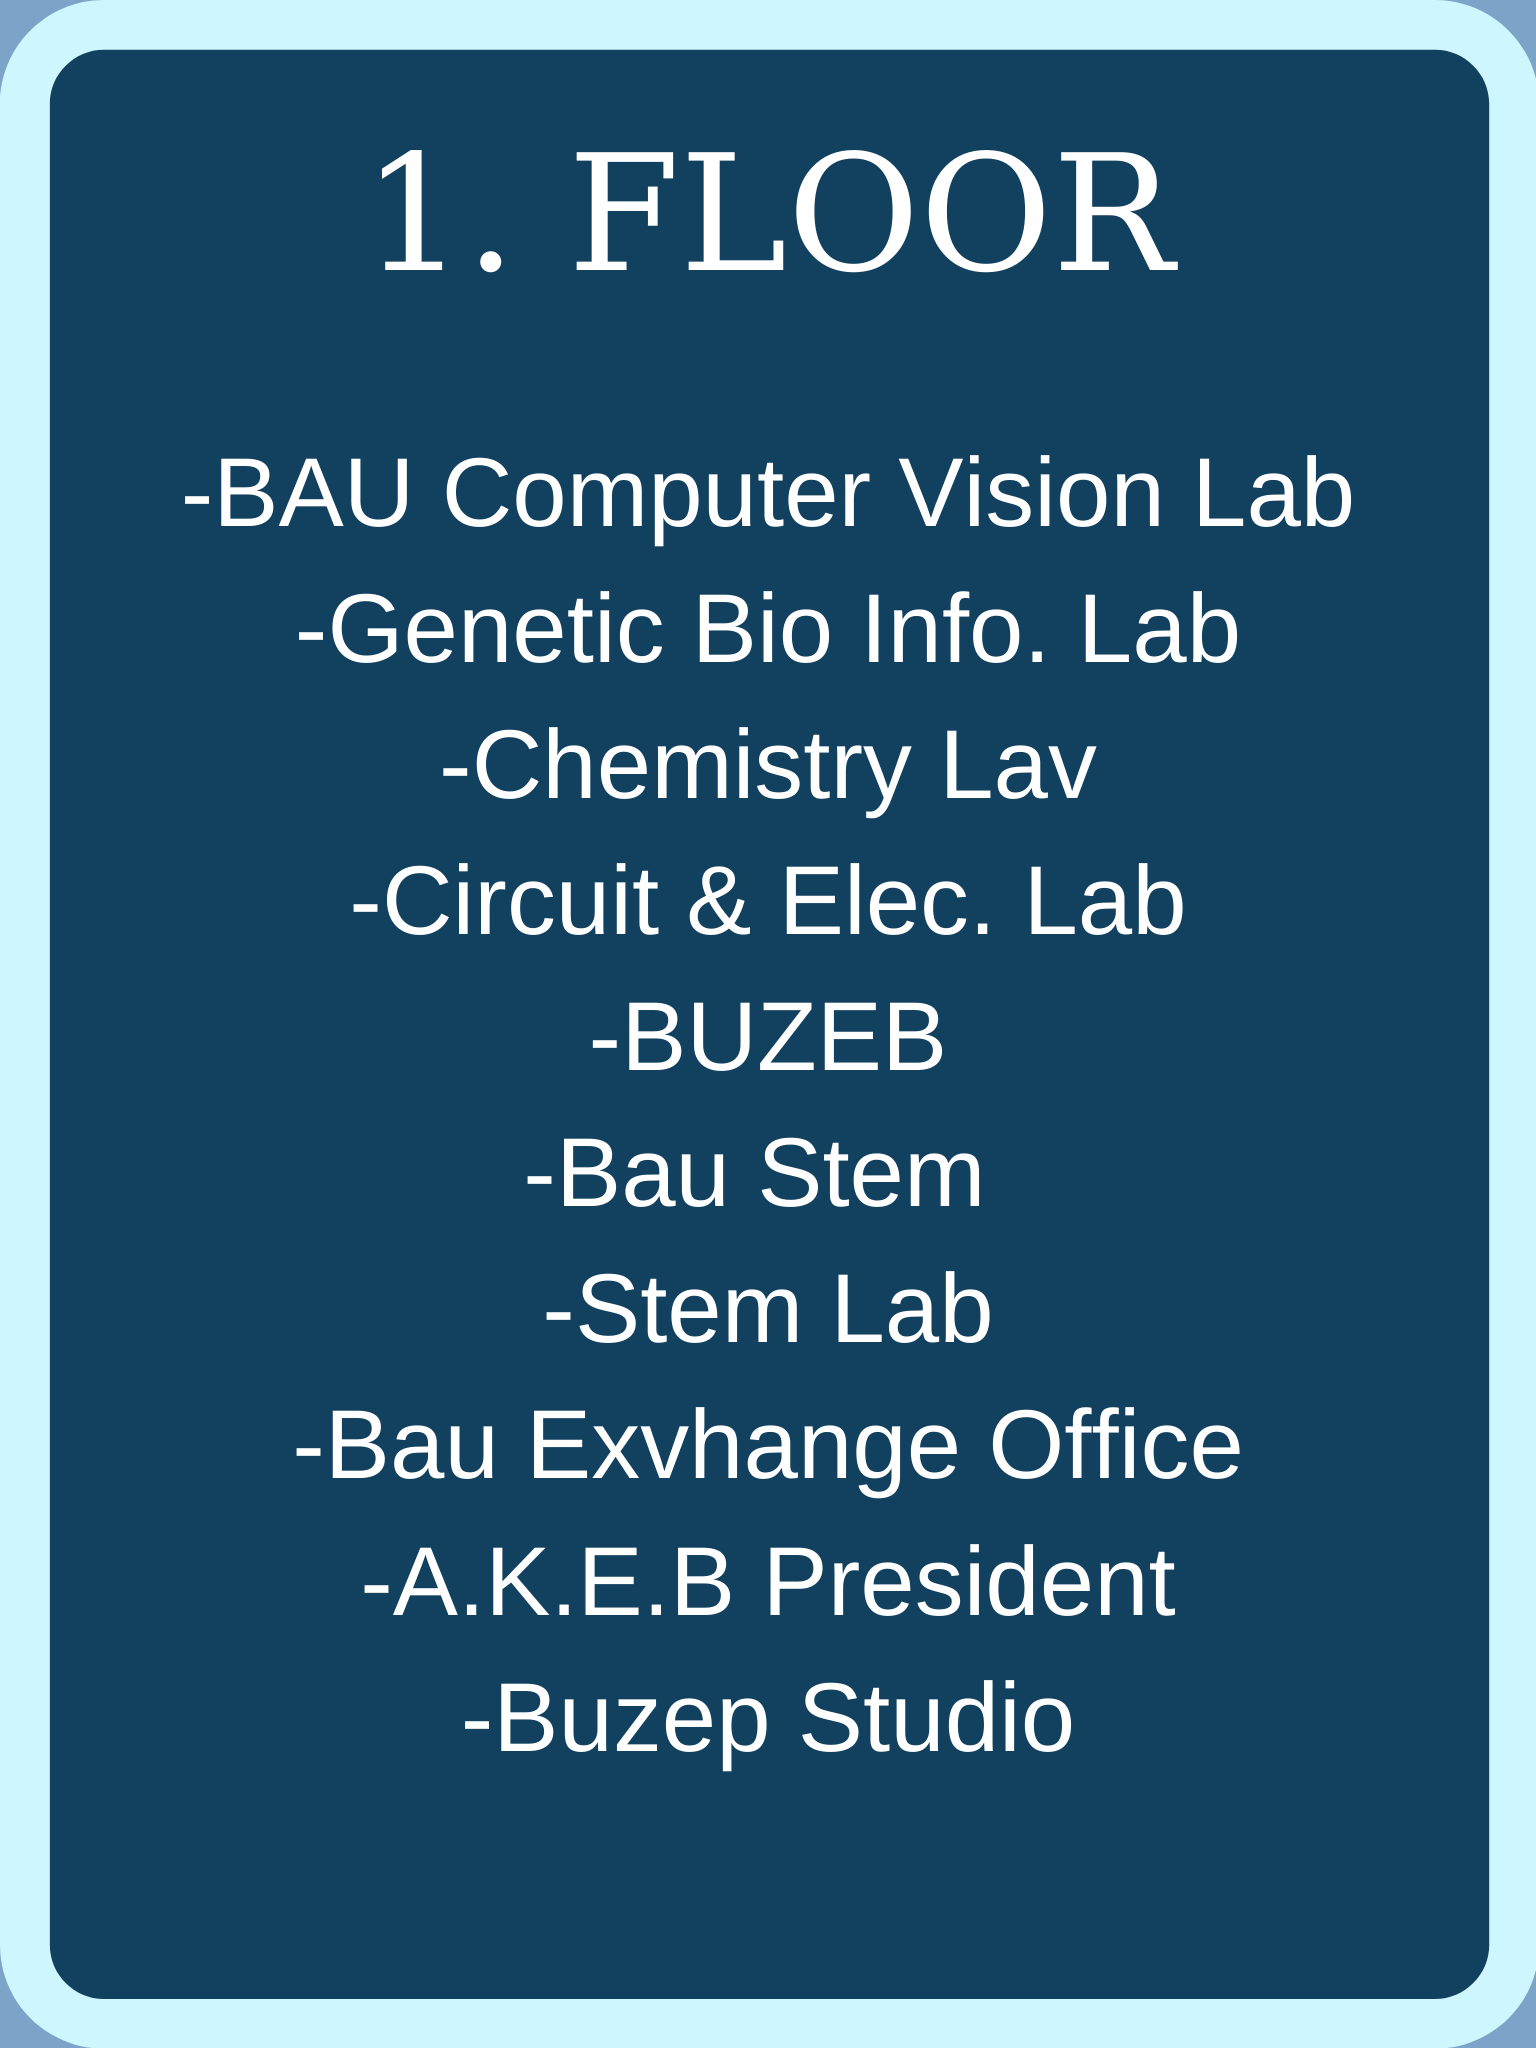 1. FLOOR
-BAU Computer Vision Lab
-Genetic Bio Info. Lab
-Chemistry Lav
-Circuit & Elec. Lab
-BUZEB
-Bau Stem
-Stem Lab
-Bau Exvhange Office
-A.K.E.B President
-Buzep Studio